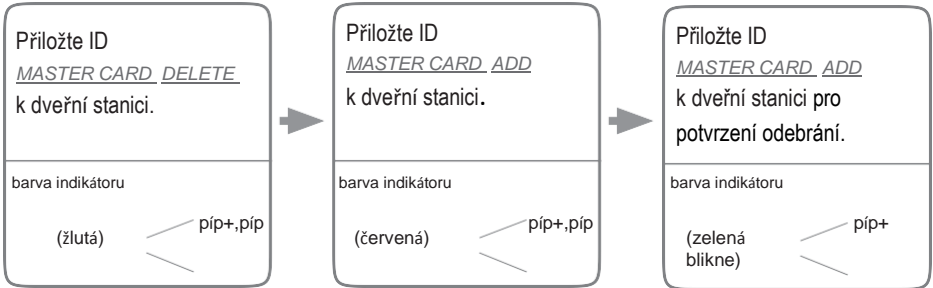 Přiložte ID
MASTER CARD DELETE
k dveřní stanici.
barva indikátoru
(žlutá)
píp+,píp
Přiložte ID
MASTER CARD ADD
k dveřní stanici.
barva indikátoru
(červená)
píp+,píp
Přiložte ID
MASTER CARD ADD
k dveřní stanici pro
potvrzení odebrání.
barva indikátoru
(zelená
blikne)
píp+